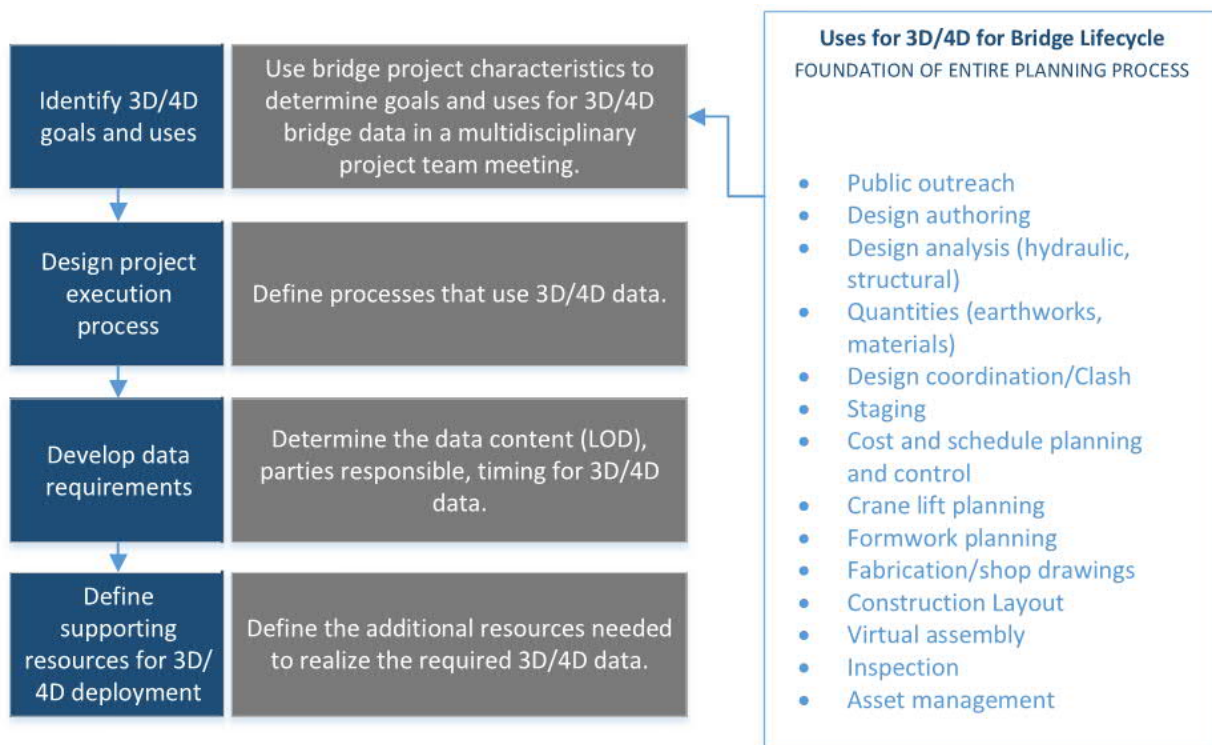 Identify 3D/4D
goals and uses
Use bridge project characteristics to
determine goals and uses for 3D/4D
bridge data in a multidisciplinary
project team meeting.
Design project
execution
process
Define processes that use 3D/4D data.
Develop data
requirements
Determine the data content (LOD),
parties responsible, timing for 3D/4D
data.
Define
supporting
resources for 3D/
4D deployment
Define the additional resources needed
to realize the required 3D/4D data.
Uses for 3D/4D for Bridge Lifecycle
FOUNDATION OF ENTIRE PLANNING PROCESS
• Public outreach
• Design authoring
• Design analysis (hydraulic,
structural)
• Quantities (earthworks,
materials)
• Design coordination/Clash
• Staging
• Cost and schedule planning
and control
• Crane lift planning
• Formwork planning
• Fabrication/shop drawings
• Construction Layout
• Virtual assembly
• Inspection
• Asset management